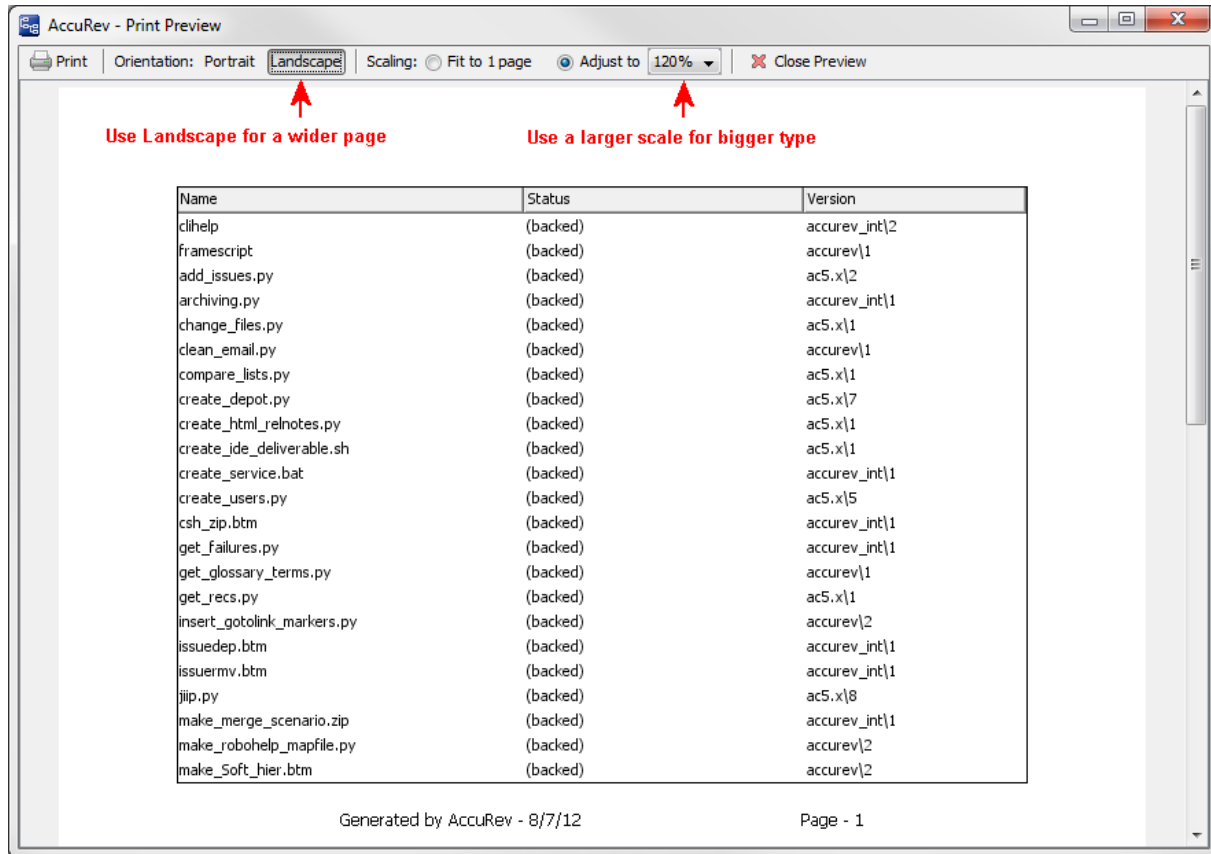 AccuRev - Print Preview
Print Orientation: Portrait Landscape Scaling: Fit to 1 page Adjust to 120% Close Preview
Use Landscape for a wider page Use a larger scale for bigger type
Name Status Version
clihelp (backed) accurev_int\2
framescript (backed) accurev\1
add_issues.py (backed) ac5.x\2
archiving.py (backed) accurev_int\1
change_files.py (backed) ac5.x\1
clean_email.py (backed) accurev\1
compare_lists.py (backed) ac5.x\1
create_depot.py (backed) ac5.x\7
create_html_relnotes.py (backed) ac5.x\1
create_ide_deliverable.sh (backed) ac5.x\1
create_service.bat (backed) accurev_int\1
create_users.py (backed) ac5.x\5
csh_zip.btm (backed) accurev_int\1
get_failures.py (backed) accurev_int\1
get_glossary_terms.py (backed) accurev\1
get_recs.py (backed) ac5.x\1
insert_gotolink_markers.py (backed) accurev\2
issuedep.btm (backed) accurev_int\1
issuermv.btm (backed) accurev_int\1
jiip.py (backed) ac5.x\8
make_merge_scenario.zip (backed) accurev_int\1
make_robohelp_mapfile.py (backed) accurev\2
make_Soft_hier.btm (backed) accurev\2
Generated by AccuRev - 8/7/12 Page - 1